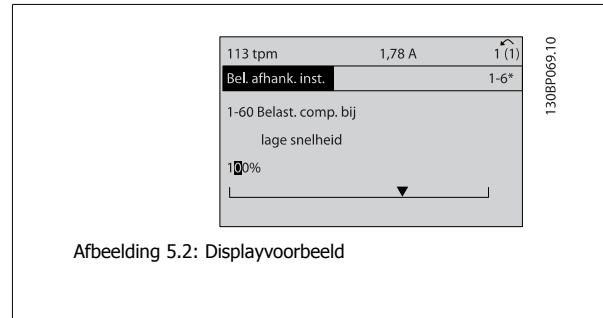 113 tpm 1,78 A 1 (1)
Bel. afhank. inst. 1-6*
1-60 Belast. comp. bij
lage snelheid
100%
130BP069.10
Afbeelding 5.2: Displayvoorbeeld